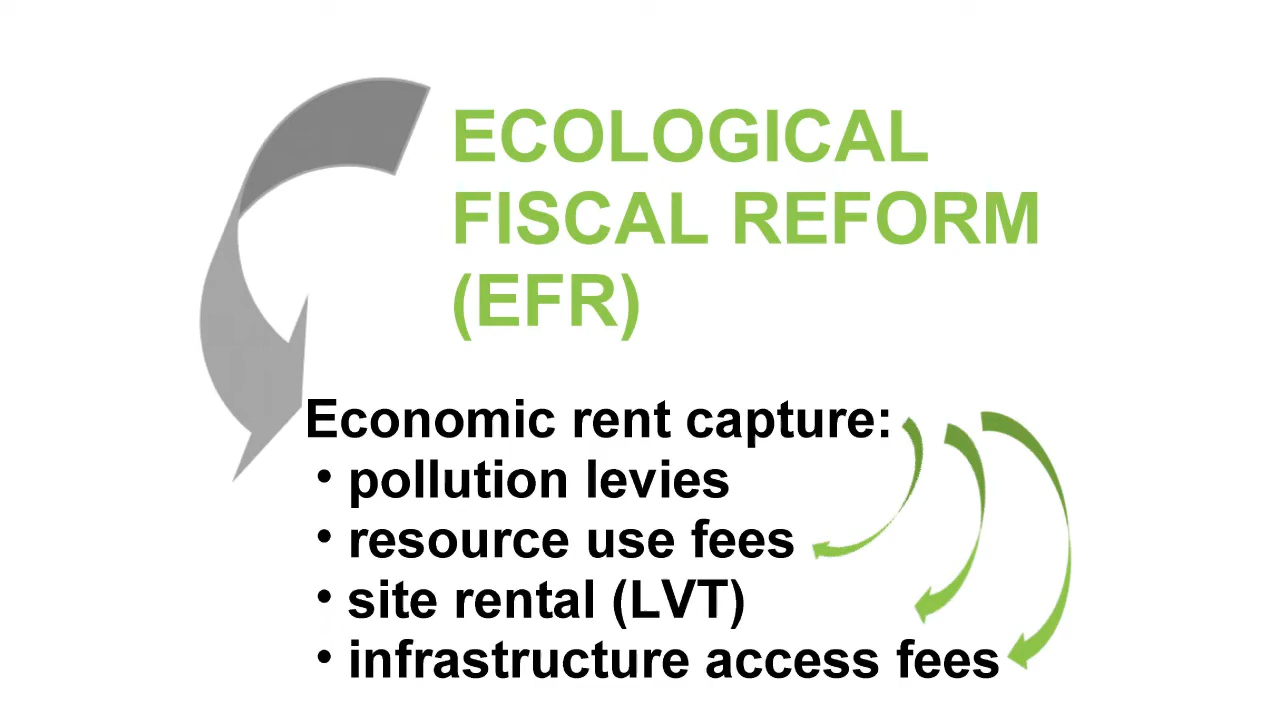 ECOLOGICAL
FISCAL REFORM
(EFR)
Economic rent capture:
• pollution levies
• resource use fees
• site rental (LVT)
• infrastructure access fees